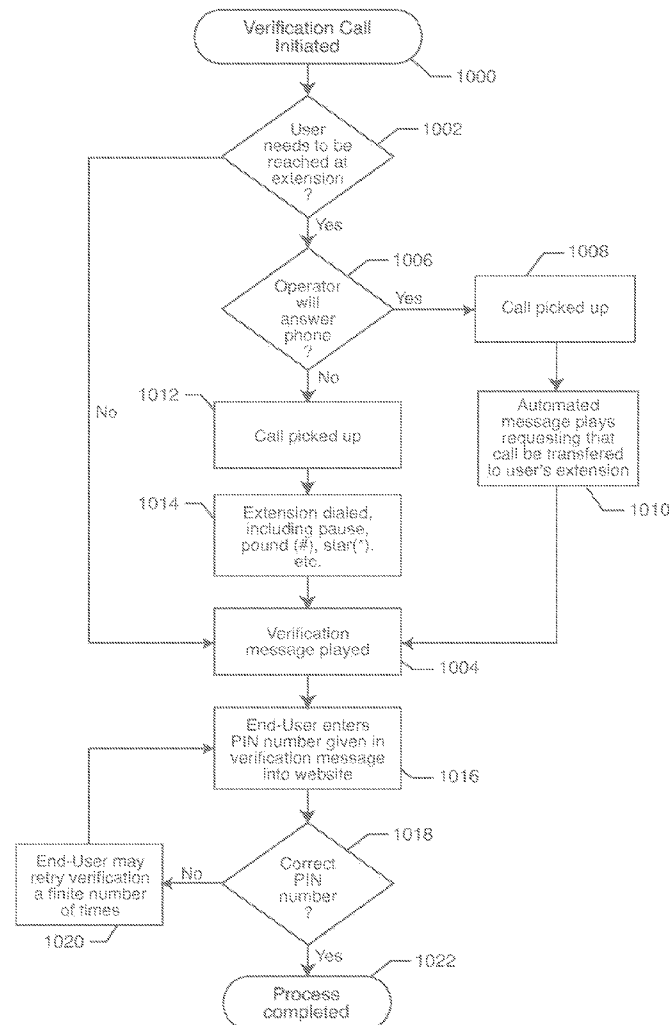 Verification Call
Initiated
1000
User
needs to be
reached at
extension
?
1002
Yes
No
Operator
will
answer
phone
?
1006
Yes
1008
Call picked up
No
1012
Call picked up
Automated
message plays
requesting that
call be transfered
to user's extension
1010
1014
Extension dialed,
including pause,
pound (#), star(*).
etc.
Verification
message played
1004
End-User enters
PIN number given in
verification message
into website
1016
Correct
PIN
number
?
1018
No
End-User may
retry verification
a finite number
of times
1020
Yes
1022
Process
completed